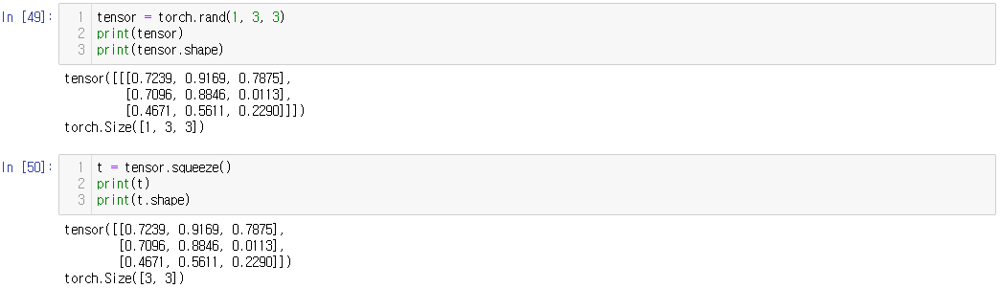 In [49]:
1 tensor = torch.rand(1, 3, 3)
2 print(tensor)
3 print(tensor.shape)
tensor([[[0.7239, 0.9169, 0.7875],
[0.7096, 0.8846, 0.0113],
[0.4671, 0.5611, 0.2290]]])
torch.Size([1, 3, 3])
In [50]:
1 t = tensor.squeeze()
2 print(t)
3 print(t.shape)
tensor([[0.7239, 0.9169, 0.7875],
[0.7096, 0.8846, 0.0113],
[0.4671, 0.5611, 0.2290]])
torch.Size([3, 3])